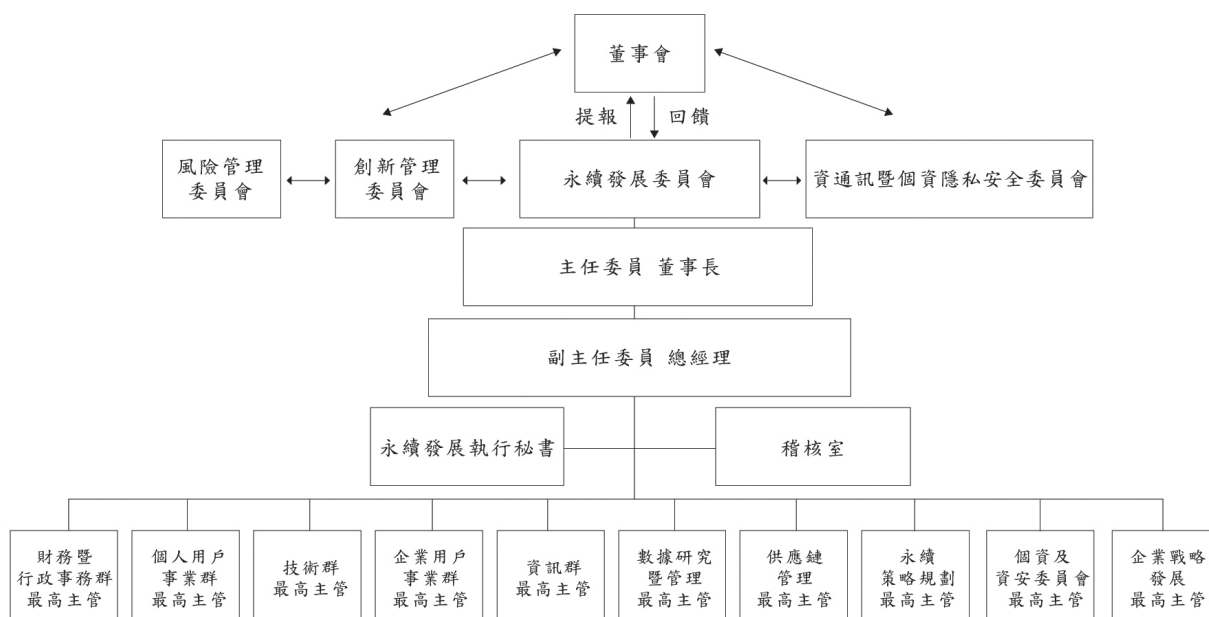 董事會
提報
回饋
風險管理
委員會
創新管理
委員會
永續發展委員會
資通訊暨個資隱私安全委員會
主任委員 董事長
副主任委員 總經理
永續發展執行秘書
稽核室
財務暨
行政事務群
最高主管
個人用戶
事業群
最高主管
技術群
最高主管
企業用戶
事業群
最高主管
資訊群
最高主管
數據研究
暨管理
最高主管
供應鏈
管理
最高主管
永續
策略規劃
最高主管
個資及
資安委員會
最高主管
企業戰略
發展
最高主管